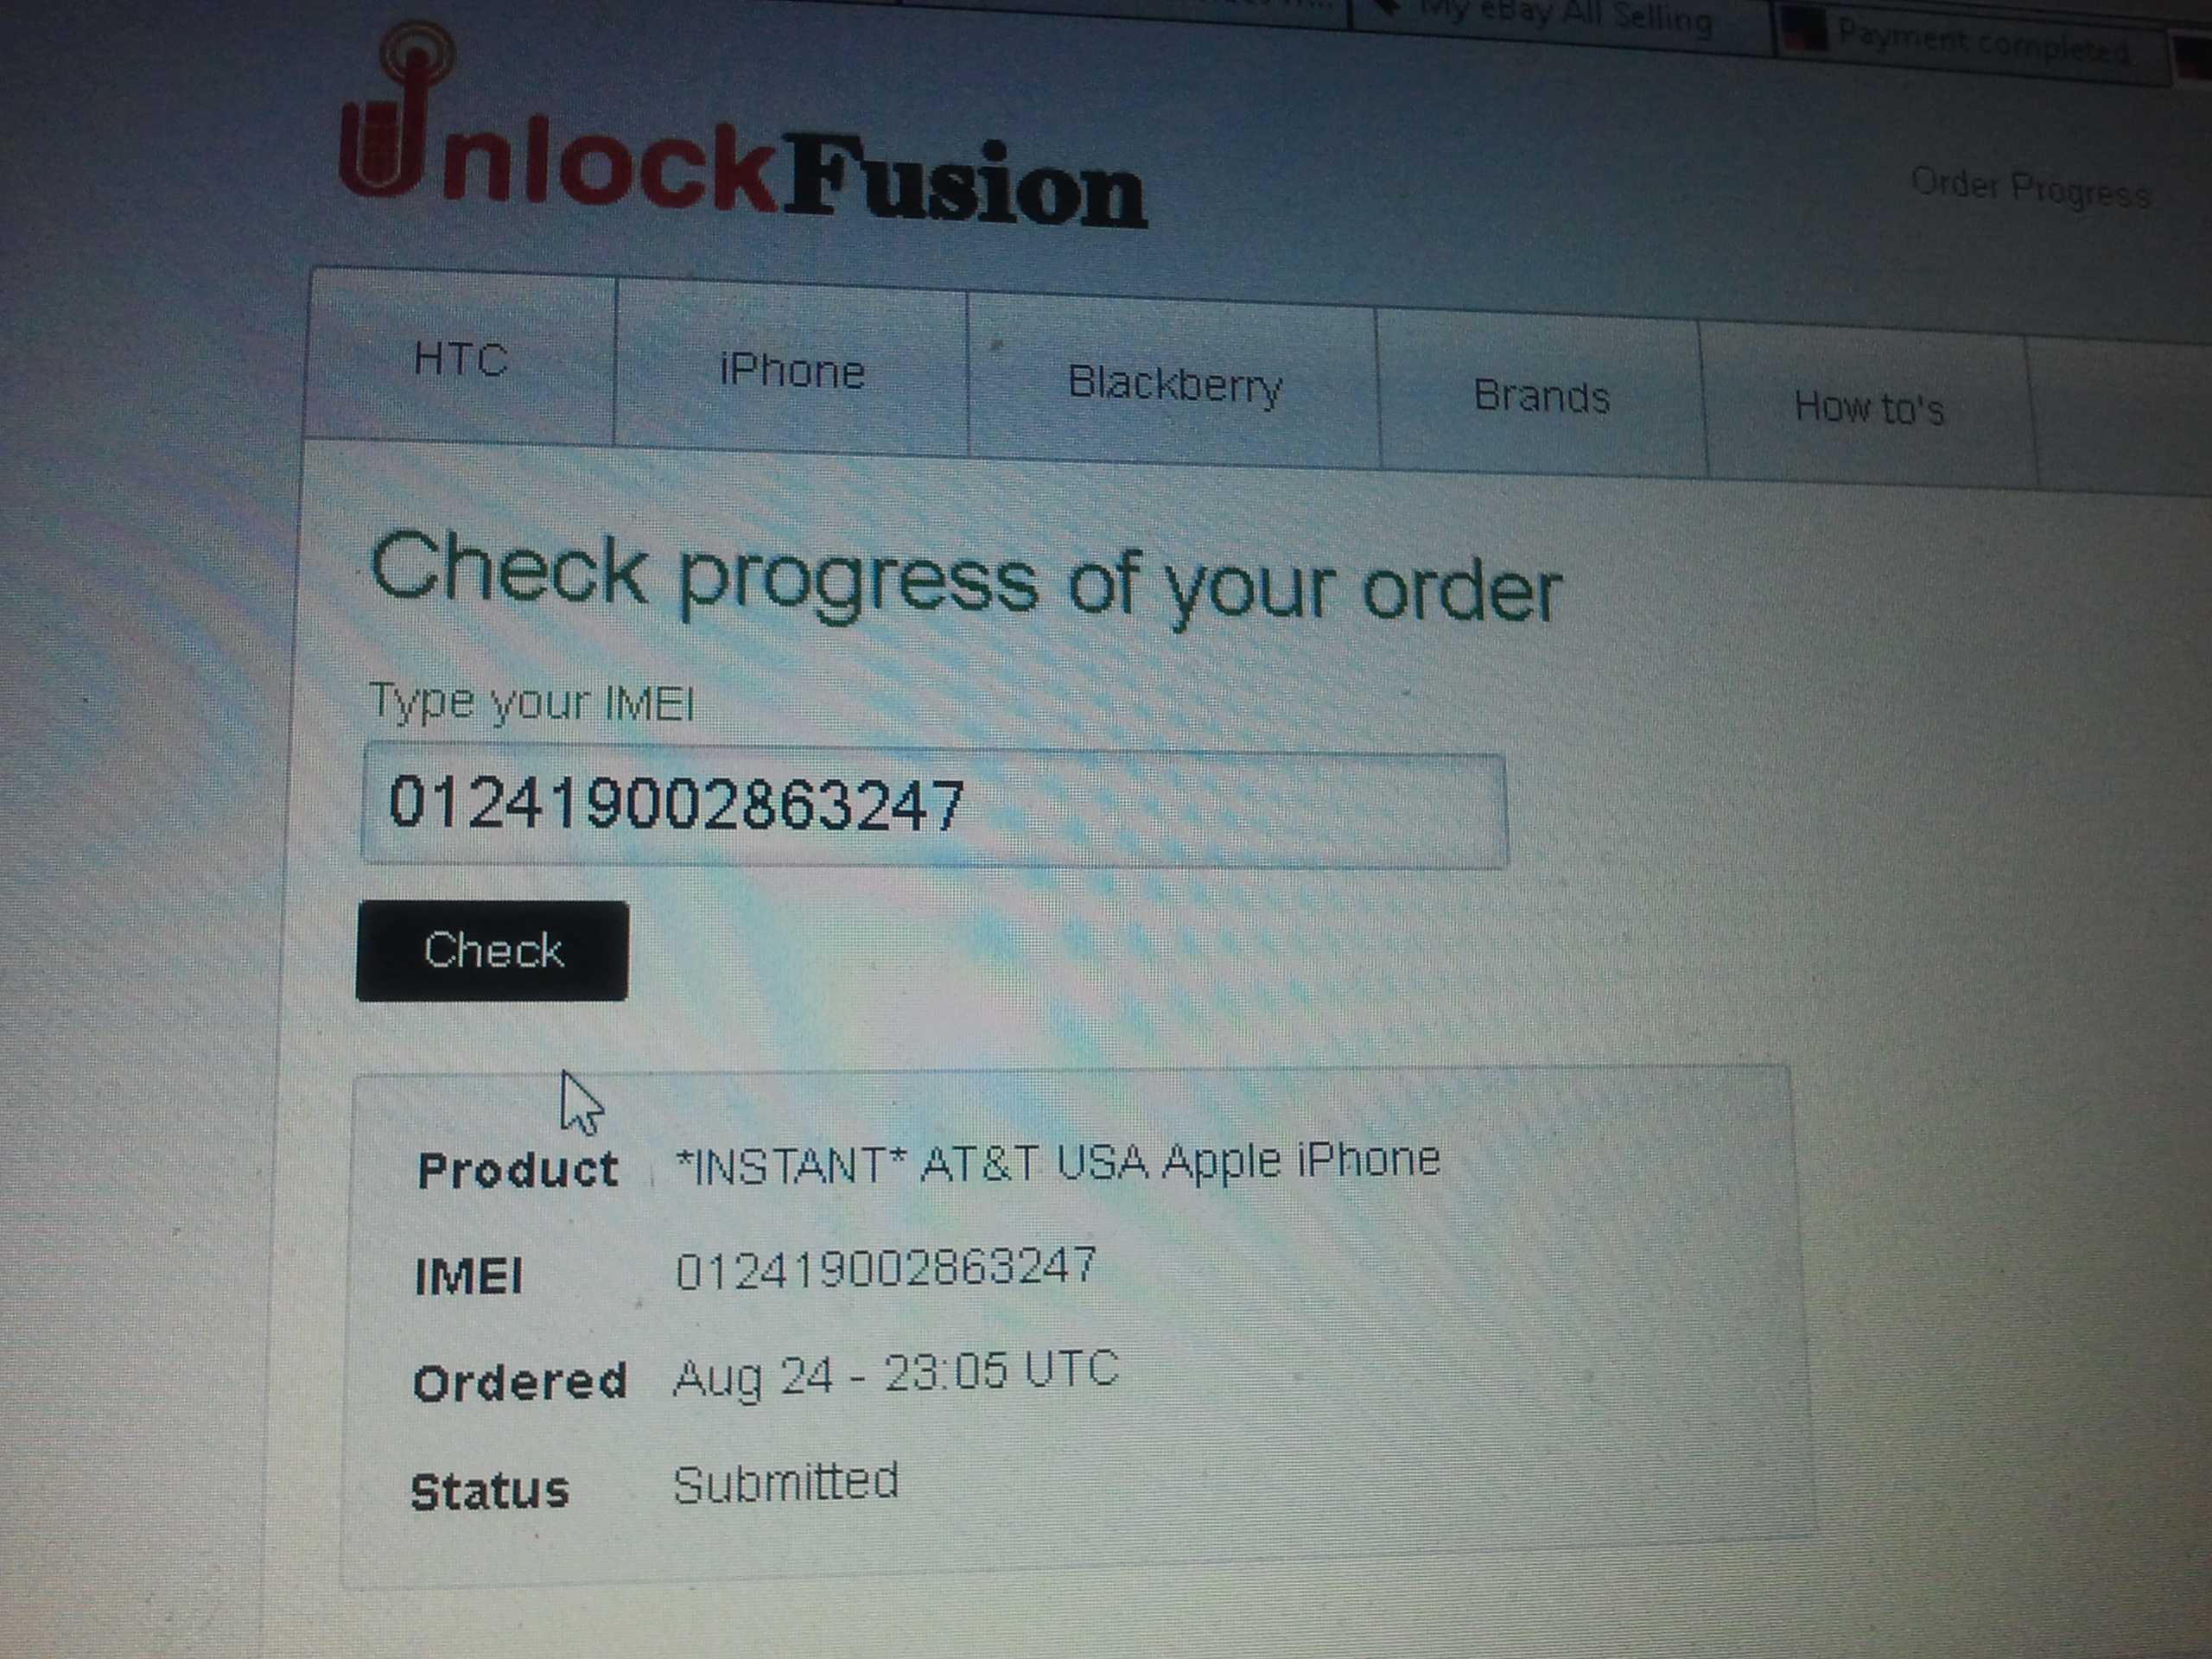 My eBay All Selling
Payment completed
UnlockFusion
Order Progress
HTC
iPhone
Blackberry
Brands
How to's
Check progress of your order
Type your IMEI
012419002863247
Check
Product *INSTANT* AT&T USA Apple iPhone
IMEI 012419002863247
Ordered Aug 24 - 23:05 UTC
Status Submitted